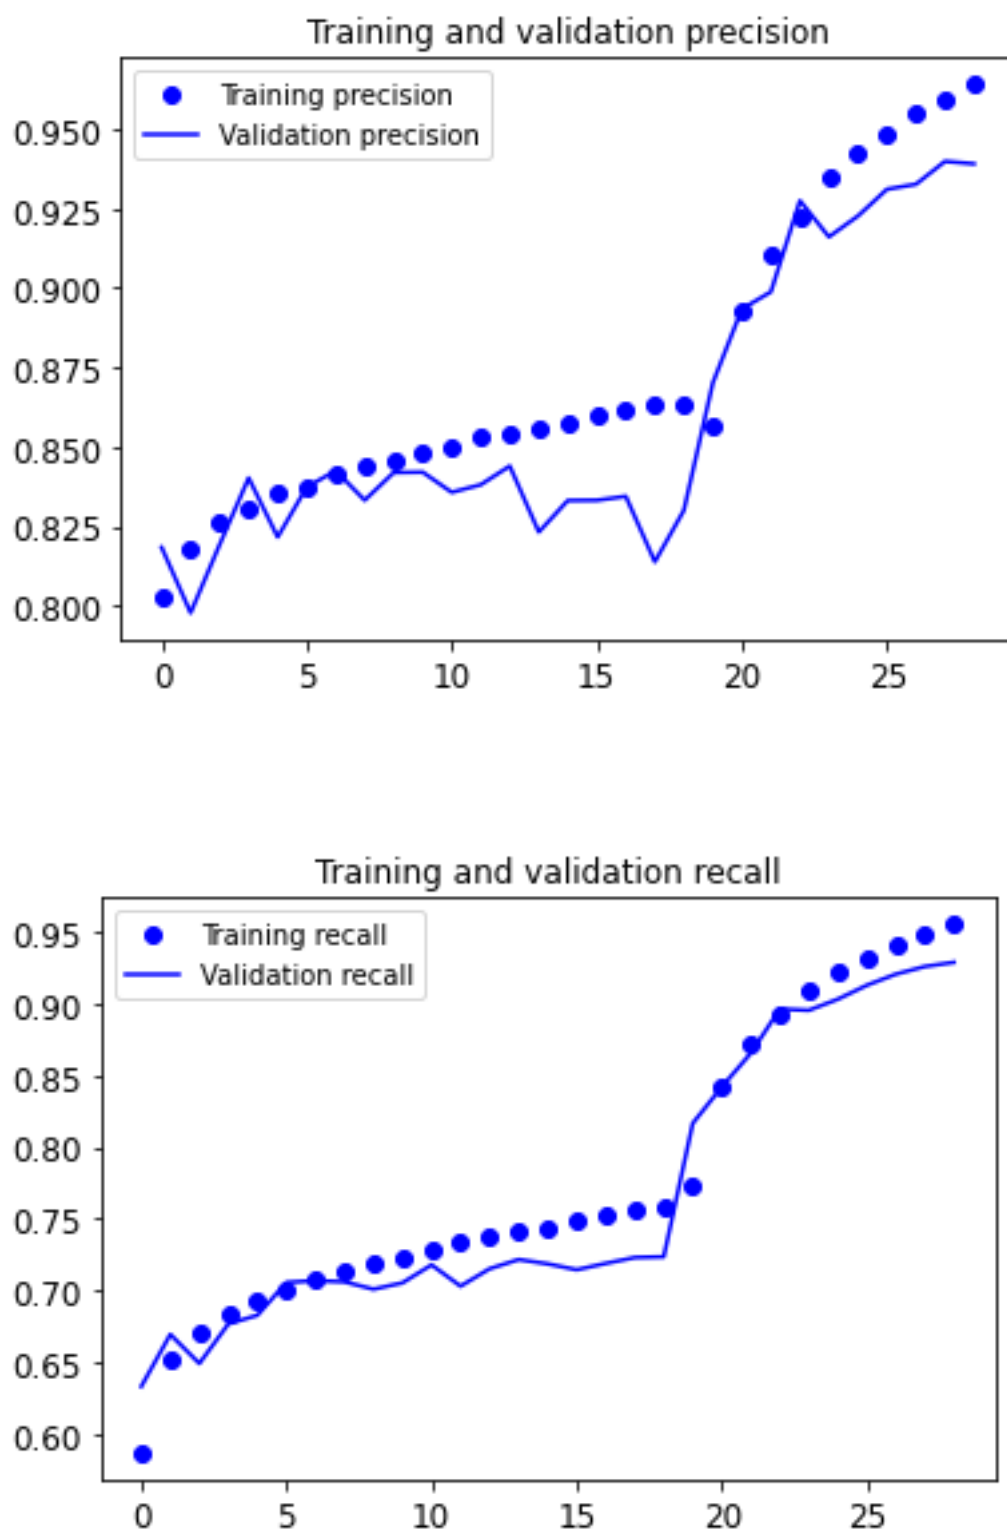 Training and validation precision
Training precision
Validation precision
0.950
0.925
0.900
0.875
0.850
0.825
0.800
0 5 10 15 20 25
Training and validation recall
Training recall
Validation recall
0.95
0.90
0.85
0.80
0.75
0.70
0.65
0.60
0 5 10 15 20 25